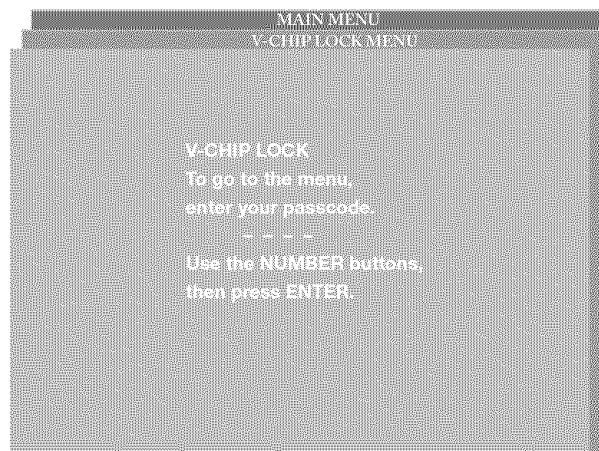 MAIN MENU
V-CHIP LOCK MENU
V-CHIP LOCK
To go to the menu,
enter your passcode.
– – – –
Use the NUMBER buttons,
then press ENTER.